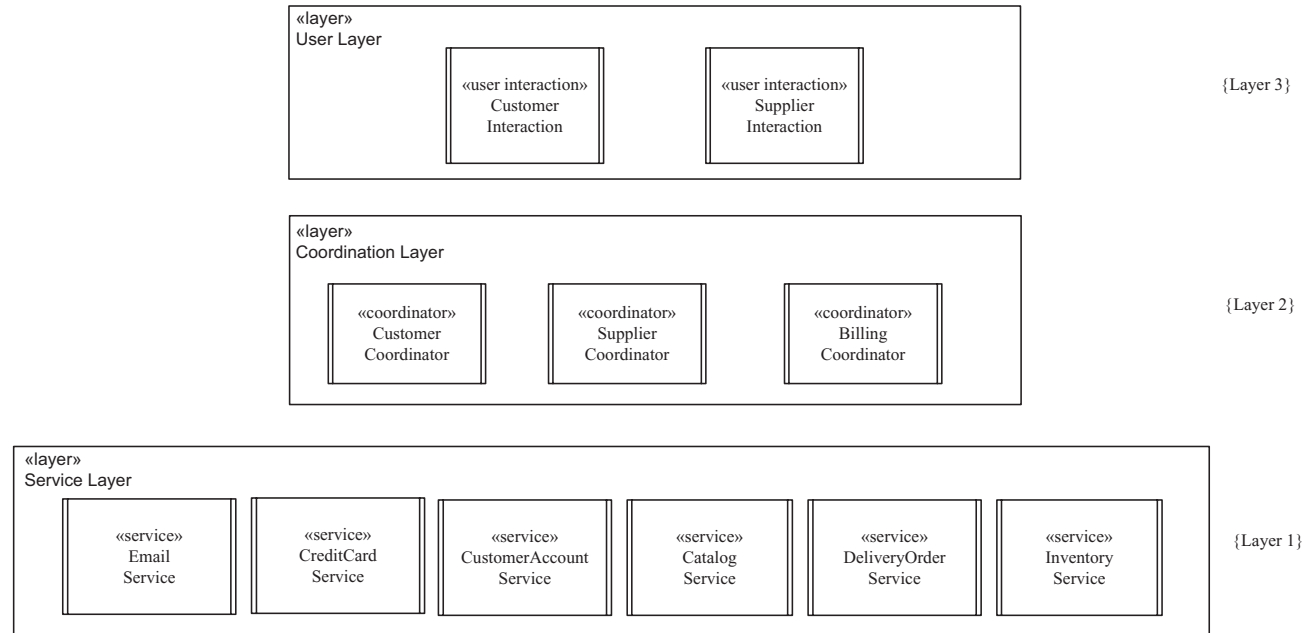 «layer»
User Layer
«user interaction»
Customer
Interaction
«user interaction»
Supplier
Interaction
{Layer 3}
«layer»
Coordination Layer
«coordinator»
Customer
Coordinator
«coordinator»
Supplier
Coordinator
«coordinator»
Billing
Coordinator
{Layer 2}
«layer»
Service Layer
«service»
Email
Service
«service»
CreditCard
Service
«service»
CustomerAccount
Service
«service»
Catalog
Service
«service»
DeliveryOrder
Service
«service»
Inventory
Service
{Layer 1}